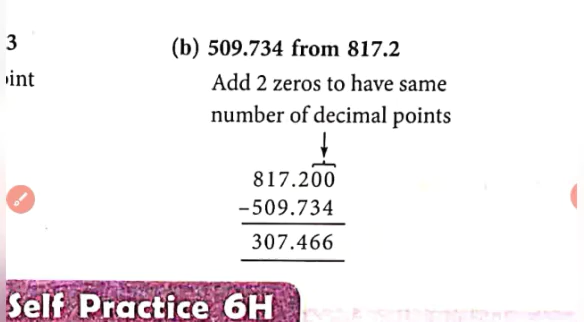 3
oint
(b) 509.734 from 817.2
Add 2 zeros to have same
number of decimal points
817.200
−509.734
307.466
Self Practice 6H